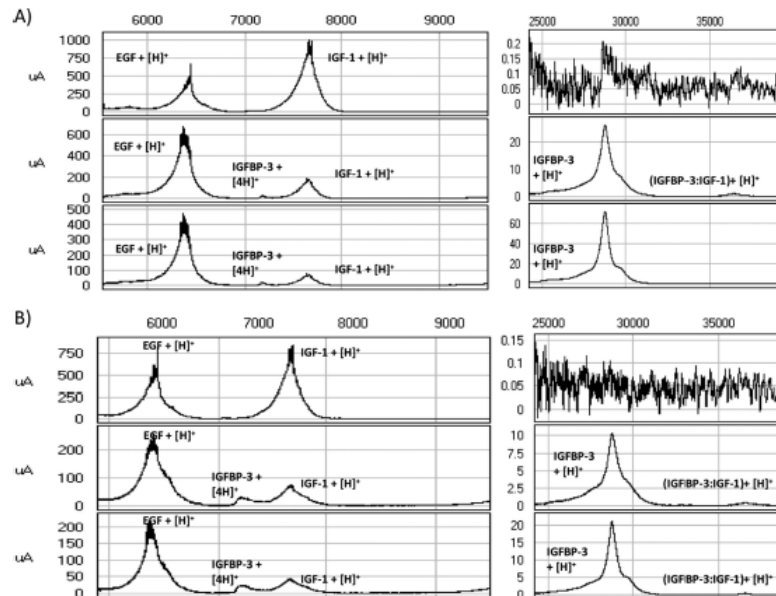 A)
6000 7000 8000 9000
25000 30000 35000
1000
750
500
250
0
uA
EGF + [H]⁺
IGF-1 + [H]⁺
0.2
0.15
0.1
0.05
0
600
400
200
0
uA
EGF + [H]⁺
IGFBP-3 +
[4H]⁺
IGF-1 + [H]⁺
20
10
0
IGFBP-3
+ [H]⁺
(IGFBP-3:IGF-1)+ [H]⁺
500
400
300
200
100
0
uA
EGF + [H]⁺
IGFBP-3 +
[4H]⁺
IGF-1 + [H]⁺
60
40
20
0
IGFBP-3
+ [H]⁺
B)
6000 7000 8000 9000
25000 30000 35000
750
500
250
0
uA
EGF + [H]⁺
IGF-1 + [H]⁺
0.15
0.1
0.05
0
200
100
0
uA
EGF + [H]⁺
IGFBP-3 +
[4H]⁺
IGF-1 + [H]⁺
10
7.5
5
2.5
0
IGFBP-3
+ [H]⁺
(IGFBP-3:IGF-1)+ [H]⁺
200
150
100
50
0
uA
EGF + [H]⁺
IGFBP-3 +
[4H]⁺
IGF-1 + [H]⁺
20
10
0
IGFBP-3
+ [H]⁺
(IGFBP-3:IGF-1)+ [H]⁺